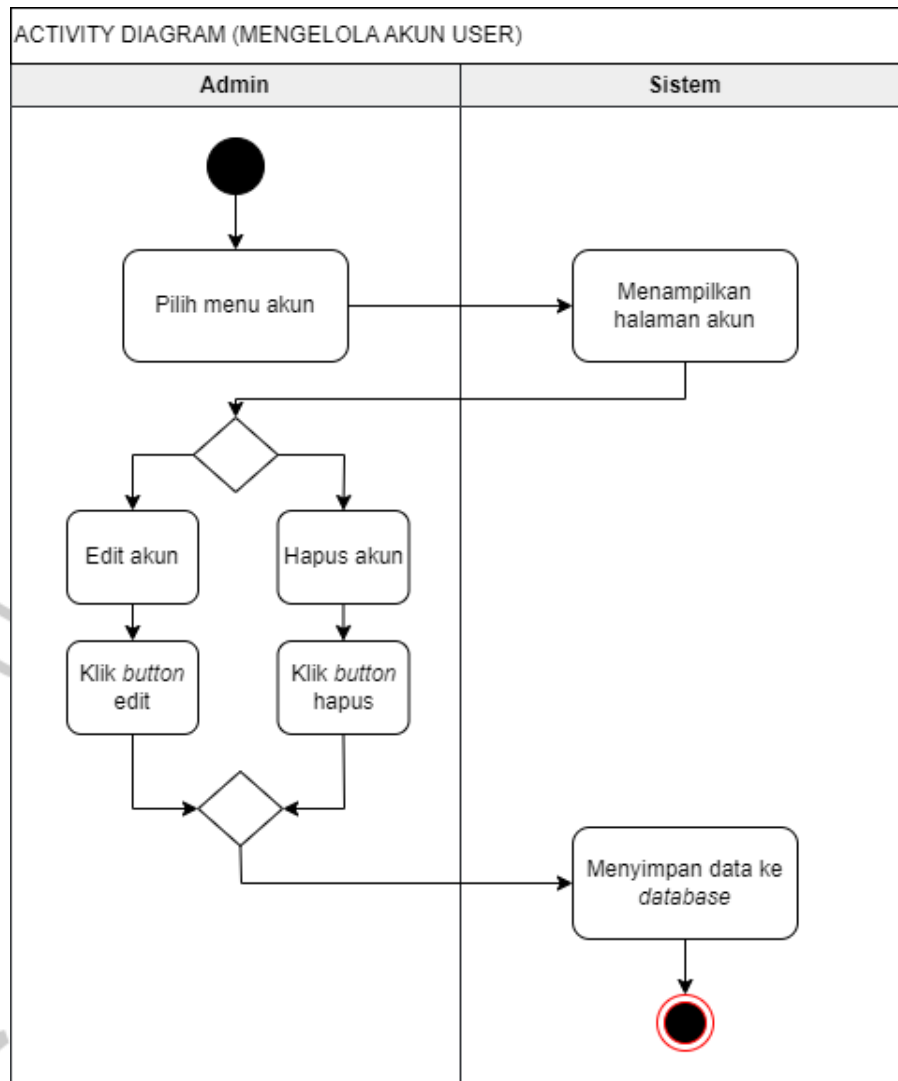 ACTIVITY DIAGRAM (MENGELOLA AKUN USER)
Admin
Sistem
Pilih menu akun
Menampilkan
halaman akun
Edit akun
Hapus akun
Klik button
edit
Klik button
hapus
Menyimpan data ke
database